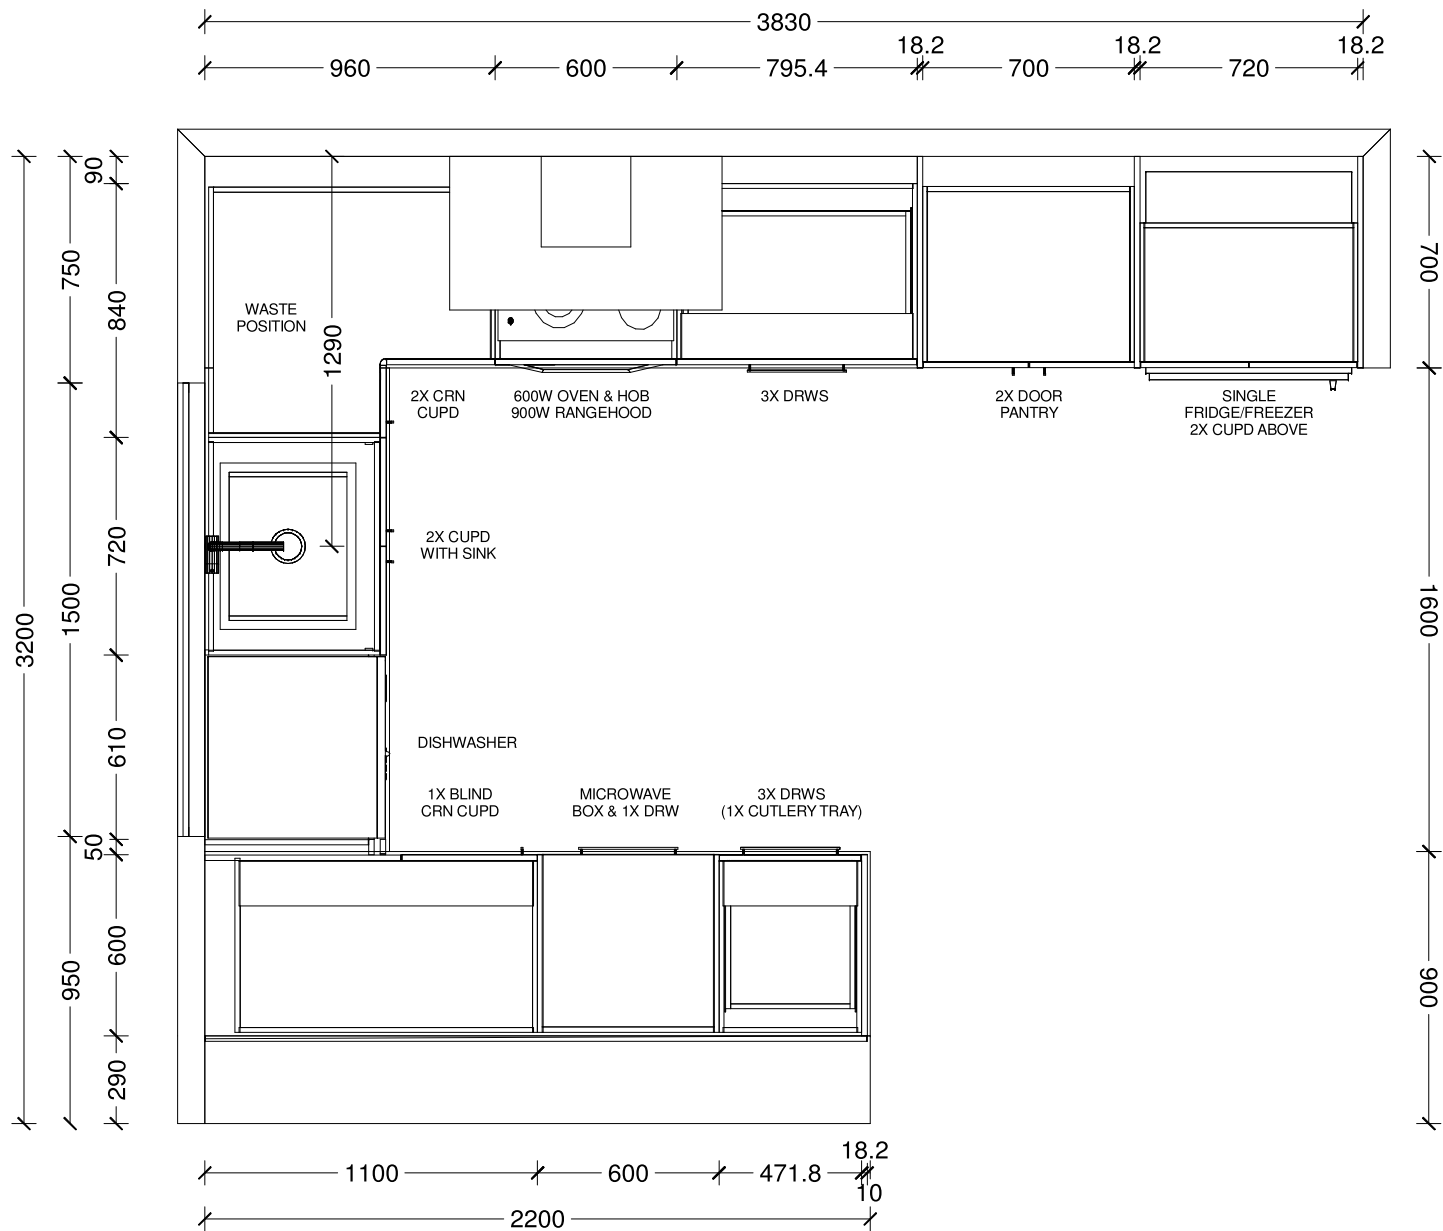 3830
18.2
18.2
18.2
960
600
795.4
700
720
90
750
840
WASTE
POSITION
1290
700
2X CRN
CUPD
600W OVEN & HOB
900W RANGEHOOD
3X DRWS
2X DOOR
PANTRY
SINGLE
FRIDGE/FREEZER
2X CUPD ABOVE
720
2X CUPD
WITH SINK
3200
1500
1600
610
DISHWASHER
50
1X BLIND
CRN CUPD
MICROWAVE
BOX & 1X DRW
3X DRWS
(1X CUTLERY TRAY)
600
950
900
290
18.2
1100
600
471.8
10
2200